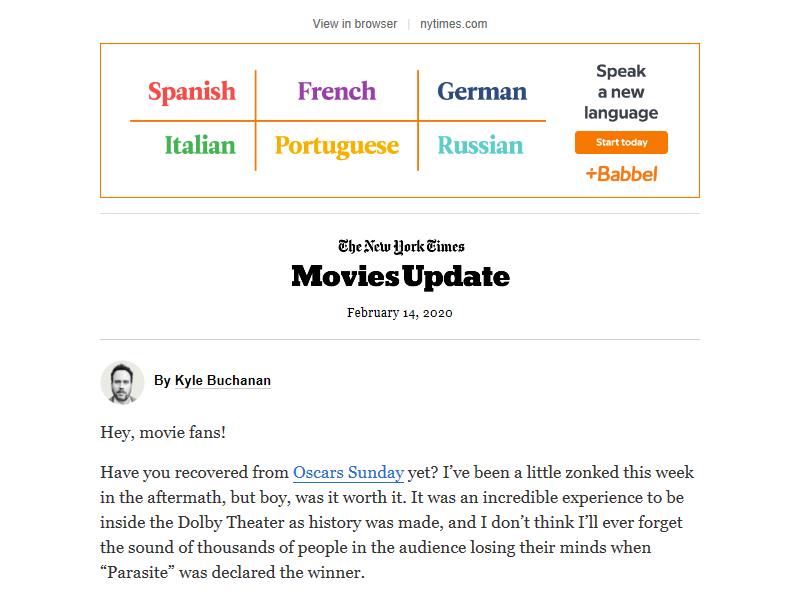 View in browser | nytimes.com
Spanish French German
Italian Portuguese Russian
Speak
a new
language
Start today
+Babbel
The New York Times
Movies Update
February 14, 2020
By Kyle Buchanan
Hey, movie fans!
Have you recovered from Oscars Sunday yet? I’ve been a little zonked this week
in the aftermath, but boy, was it worth it. It was an incredible experience to be
inside the Dolby Theater as history was made, and I don’t think I’ll ever forget
the sound of thousands of people in the audience losing their minds when
“Parasite” was declared the winner.